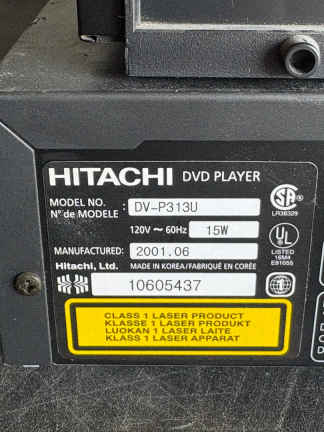 HITACHI DVD PLAYER
MODEL NO.
N° de MODELE : DV-P313U
120V ~ 60Hz 15W
MANUFACTURED: 2001.06
Hitachi, Ltd. MADE IN KOREA/FABRIQUÉ EN CORÉE
10605437
CLASS 1 LASER PRODUCT
KLASSE 1 LASER PRODUKT
LUOKAN 1 LASER LAITE
KLASS 1 LASER APPARAT
LR36329
UL
LISTED